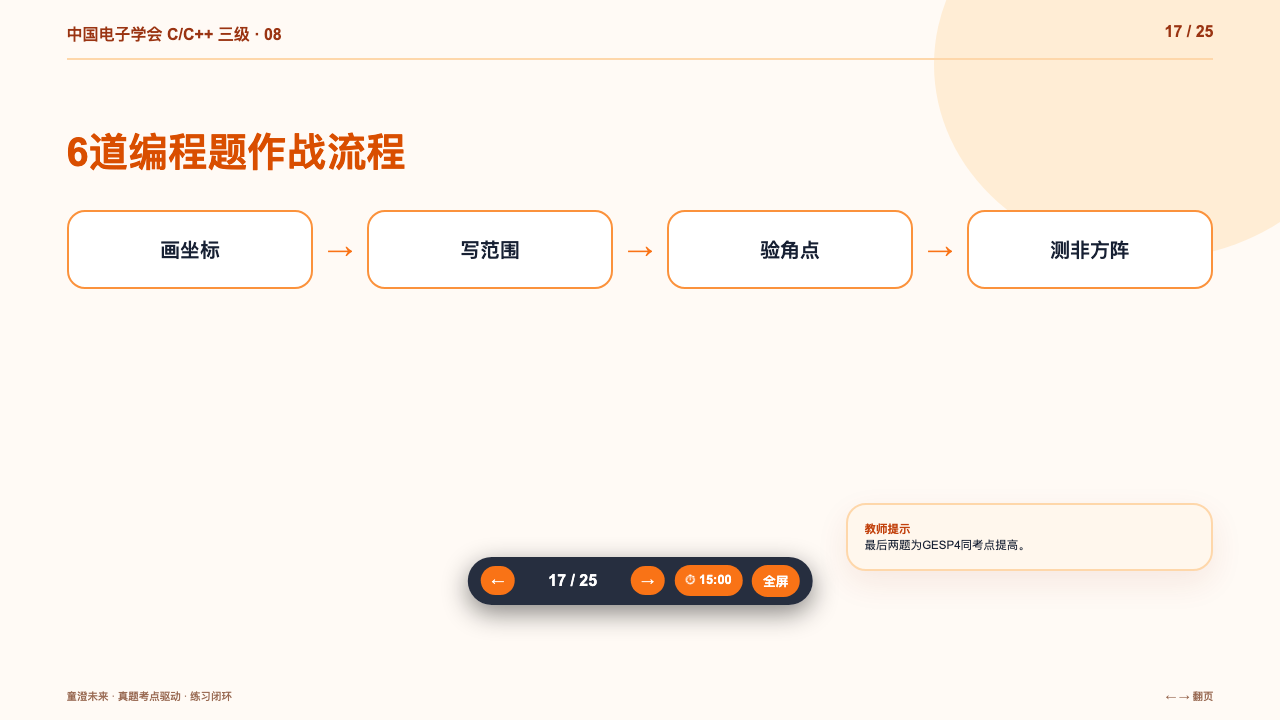 中国电子学会 C/C++ 三级 · 08
17 / 25
6道编程题作战流程
画坐标 → 写范围 → 验角点 → 测非方阵
教师提示
最后两题为GESP4同考点提高。
← 17 / 25 → ⏱ 15:00 全屏
童澄未来 · 真题考点驱动 · 练习闭环
←→ 翻页